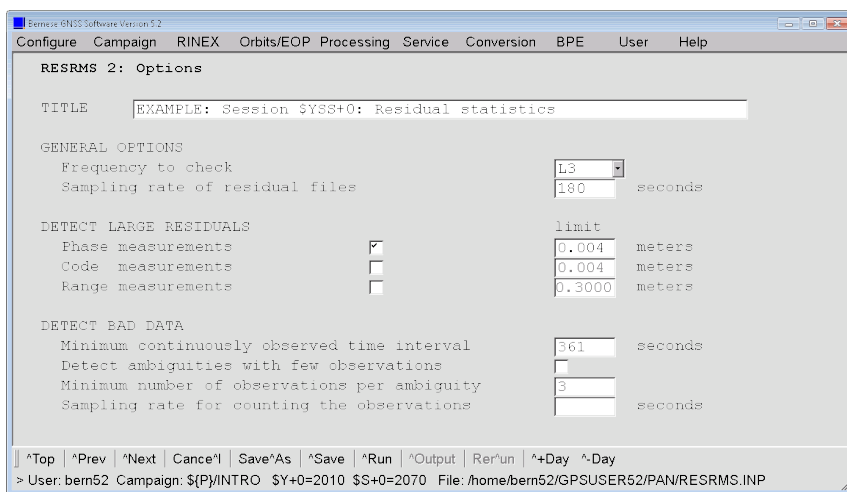 Bernese GNSS Software Version 5.2
Configure Campaign RINEX Orbits/EOP Processing Service Conversion BPE User Help
RESRMS 2: Options
TITLE EXAMPLE: Session $YSS+0: Residual statistics
GENERAL OPTIONS
Frequency to check L3
Sampling rate of residual files 180 seconds
DETECT LARGE RESIDUALS limit
Phase measurements 0.004 meters
Code measurements 0.004 meters
Range measurements 0.3000 meters
DETECT BAD DATA
Minimum continuously observed time interval 361 seconds
Detect ambiguities with few observations
Minimum number of observations per ambiguity 3
Sampling rate for counting the observations seconds
^Top | ^Prev | ^Next | Cance^l | Save^As | ^Save | ^Run | ^Output | Rer^un | ^+Day ^-Day
> User: bern52 Campaign: ${P}/INTRO $Y+0=2010 $S+0=2070 File: /home/bern52/GPSUSER52/PAN/RESRMS.INP